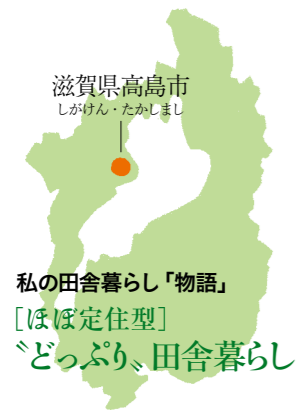 滋賀県高島市
しがけん・たかしまし
私の田舎暮らし「物語」
［ほぼ定住型］
〝どっぷり〟田舎暮らし